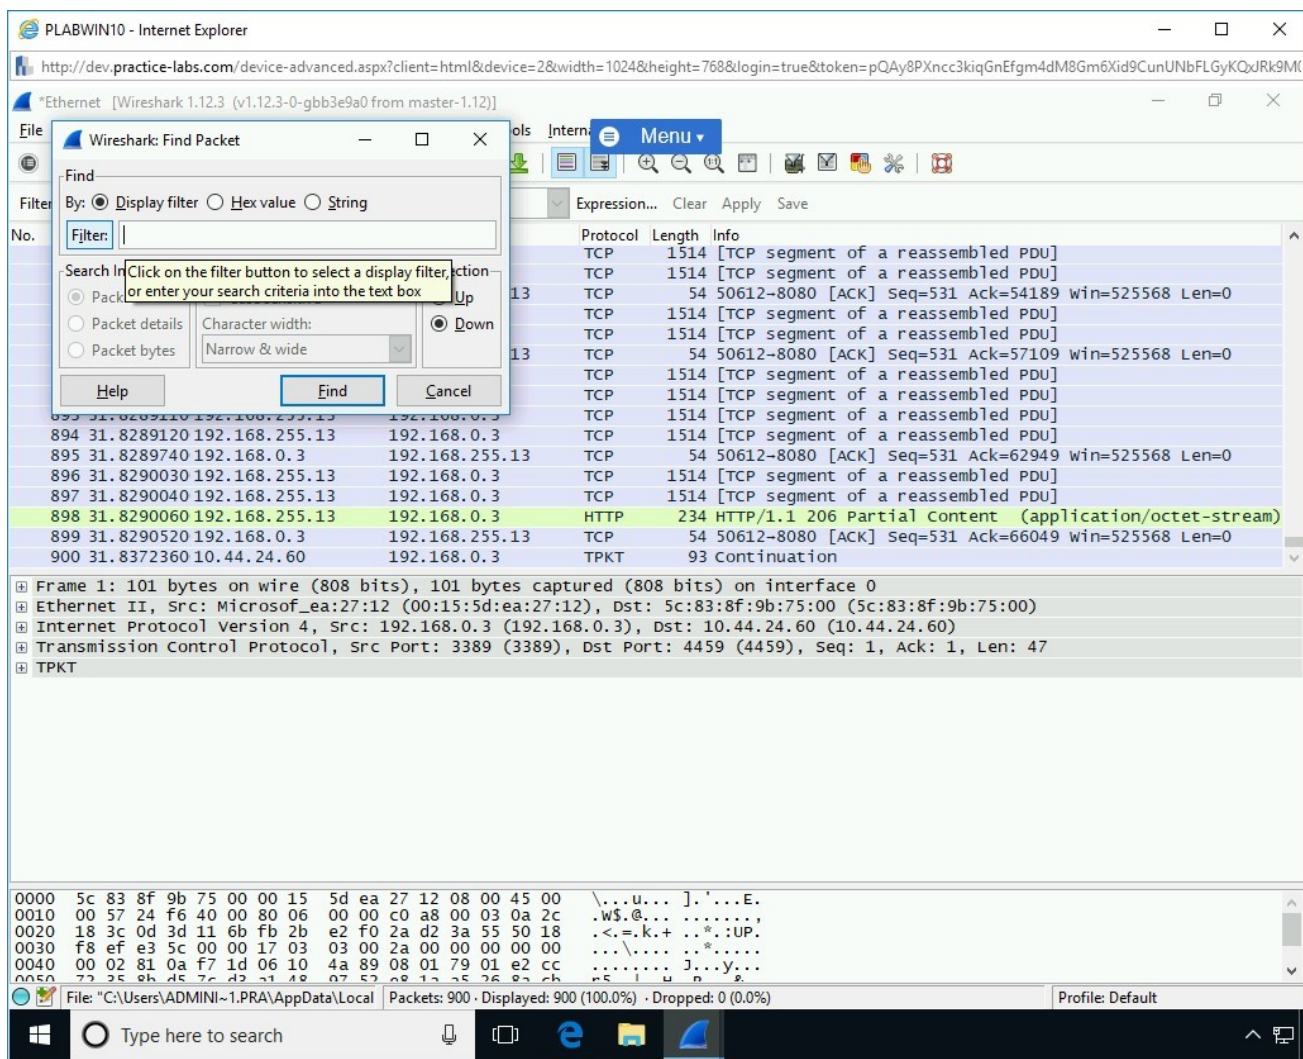 PLABWIN10 - Internet Explorer
http://dev.practice-labs.com/device-advanced.aspx?client=html&device=2&width=1024&height=768&login=true&token=pQAy8PXncc3kiqGnEfgm4dM8Gm6Xid9CunUNbFLGyKQxJRk9M
*Ethernet [Wireshark 1.12.3 (v1.12.3-0-gbb3e9a0 from master-1.12)]
File
ols Intern
Menu
Wireshark: Find Packet
Find
By: Display filter Hex value String
Filter:
Click on the filter button to select a display filter,
or enter your search criteria into the text box
Search In
ction
Pack
Up
Packet details
Character width:
Down
Packet bytes
Narrow & wide
Help
Find
Cancel
Filter
Expression... Clear Apply Save
No. Protocol Length Info
TCP 1514 [TCP segment of a reassembled PDU]
TCP 1514 [TCP segment of a reassembled PDU]
13 TCP 54 50612→8080 [ACK] Seq=531 Ack=54189 Win=525568 Len=0
TCP 1514 [TCP segment of a reassembled PDU]
TCP 1514 [TCP segment of a reassembled PDU]
13 TCP 54 50612→8080 [ACK] Seq=531 Ack=57109 Win=525568 Len=0
TCP 1514 [TCP segment of a reassembled PDU]
TCP 1514 [TCP segment of a reassembled PDU]
893 31.8289110 192.168.255.13 192.168.0.3 TCP 1514 [TCP segment of a reassembled PDU]
894 31.8289120 192.168.255.13 192.168.0.3 TCP 1514 [TCP segment of a reassembled PDU]
895 31.8289740 192.168.0.3 192.168.255.13 TCP 54 50612→8080 [ACK] Seq=531 Ack=62949 Win=525568 Len=0
896 31.8290030 192.168.255.13 192.168.0.3 TCP 1514 [TCP segment of a reassembled PDU]
897 31.8290040 192.168.255.13 192.168.0.3 TCP 1514 [TCP segment of a reassembled PDU]
898 31.8290060 192.168.255.13 192.168.0.3 HTTP 234 HTTP/1.1 206 Partial Content (application/octet-stream)
899 31.8290520 192.168.0.3 192.168.255.13 TCP 54 50612→8080 [ACK] Seq=531 Ack=66049 Win=525568 Len=0
900 31.8372360 10.44.24.60 192.168.0.3 TPKT 93 Continuation
Frame 1: 101 bytes on wire (808 bits), 101 bytes captured (808 bits) on interface 0
Ethernet II, Src: Microsof_ea:27:12 (00:15:5d:ea:27:12), Dst: 5c:83:8f:9b:75:00 (5c:83:8f:9b:75:00)
Internet Protocol Version 4, Src: 192.168.0.3 (192.168.0.3), Dst: 10.44.24.60 (10.44.24.60)
Transmission Control Protocol, Src Port: 3389 (3389), Dst Port: 4459 (4459), Seq: 1, Ack: 1, Len: 47
TPKT
0000 5c 83 8f 9b 75 00 00 15 5d ea 27 12 08 00 45 00 \...u... ].'...E.
0010 00 57 24 f6 40 00 80 06 00 00 c0 a8 00 03 0a 2c .W$.@... .......,
0020 18 3c 0d 3d 11 6b fb 2b e2 f0 2a d2 3a 55 50 18 .<.=.k.+ ..*.:UP.
0030 f8 ef e3 5c 00 00 17 03 03 00 2a 00 00 00 00 00 ...\.... ..*.....
0040 00 02 81 0a f7 1d 06 10 4a 89 08 01 79 01 e2 cc ........ J...y...
File: "C:\Users\ADMINI~1.PRA\AppData\Local Packets: 900 · Displayed: 900 (100.0%) · Dropped: 0 (0.0%) Profile: Default
Type here to search